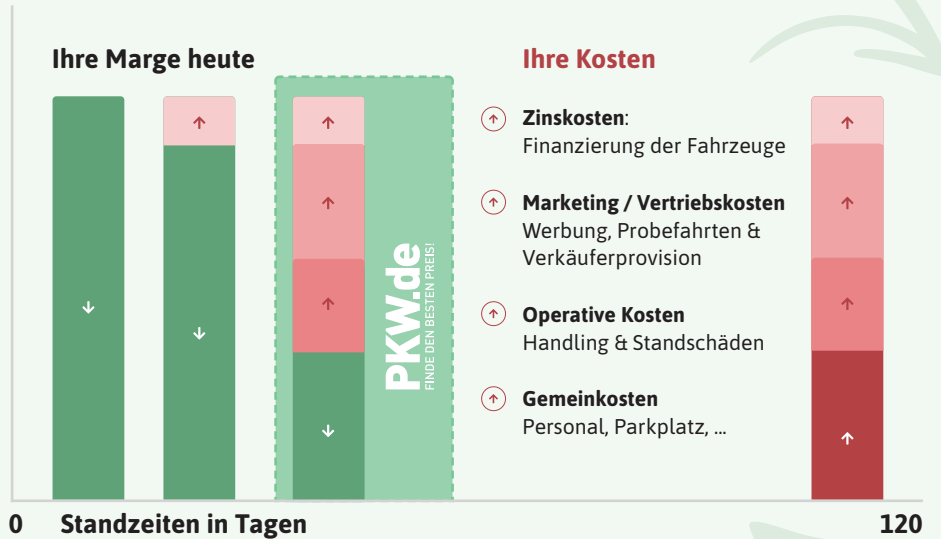 Ihre Marge heute
Ihre Kosten
Zinskosten:
Finanzierung der Fahrzeuge
Marketing / Vertriebskosten
Werbung, Probefahrten &
Verkäuferprovision
Operative Kosten
Handling & Standschäden
Gemeinkosten
Personal, Parkplatz, ...
PKW.de
FINDE DEN BESTEN PREIS!
0 Standzeiten in Tagen 120